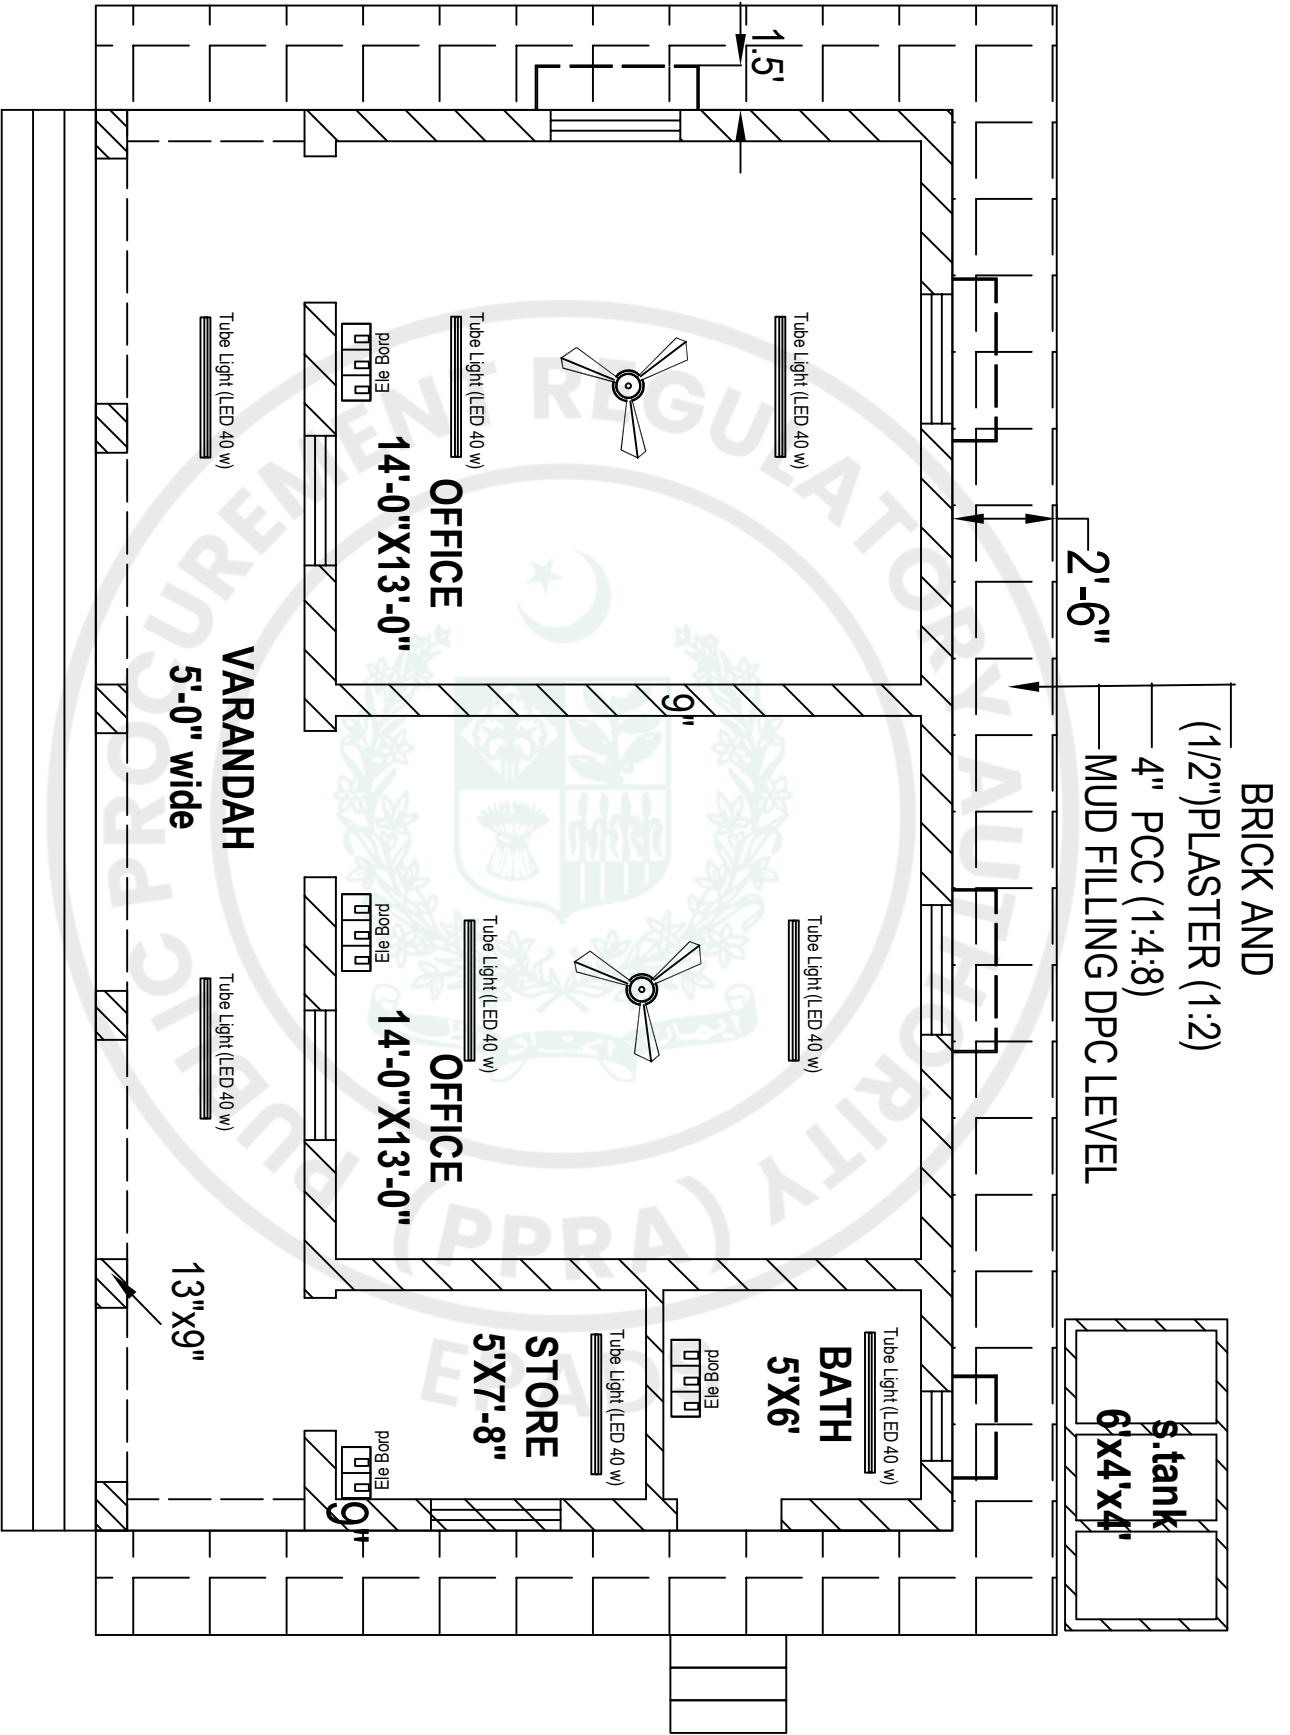 BRICK AND
(1/2")PLASTER (1:2)
4" PCC (1:4:8)
MUD FILLING DPC LEVEL
s.tank
6'x4'x4'
2'-6"
1.5'
Tube Light (LED 40 w)
Tube Light (LED 40 w)
Tube Light (LED 40 w)
BATH
5'X6'
Ele Bord
9"
Tube Light (LED 40 w)
Tube Light (LED 40 w)
Tube Light (LED 40 w)
OFFICE
14'-0"X13'-0"
OFFICE
14'-0"X13'-0"
STORE
5'X7'-8"
Ele Bord
Ele Bord
Ele Bord
9"
Tube Light (LED 40 w)
Tube Light (LED 40 w)
VARANDAH
5'-0" wide
13"x9"
PUBLIC PROCUREMENT REGULATORY AUTHORITY
(PPRA)
EPADS